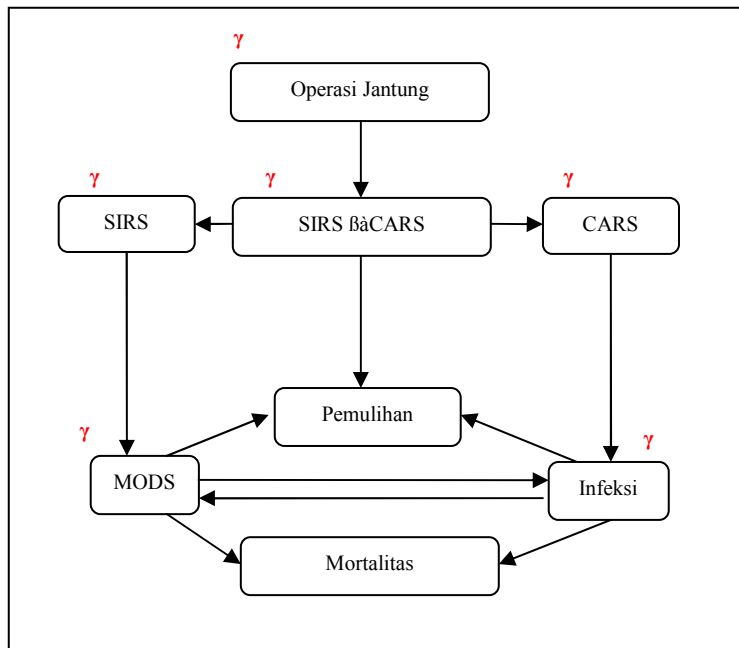 γ
Operasi Jantung
γ γ γ
SIRS SIRS ßàCARS CARS
Pemulihan
γ γ
MODS Infeksi
Mortalitas